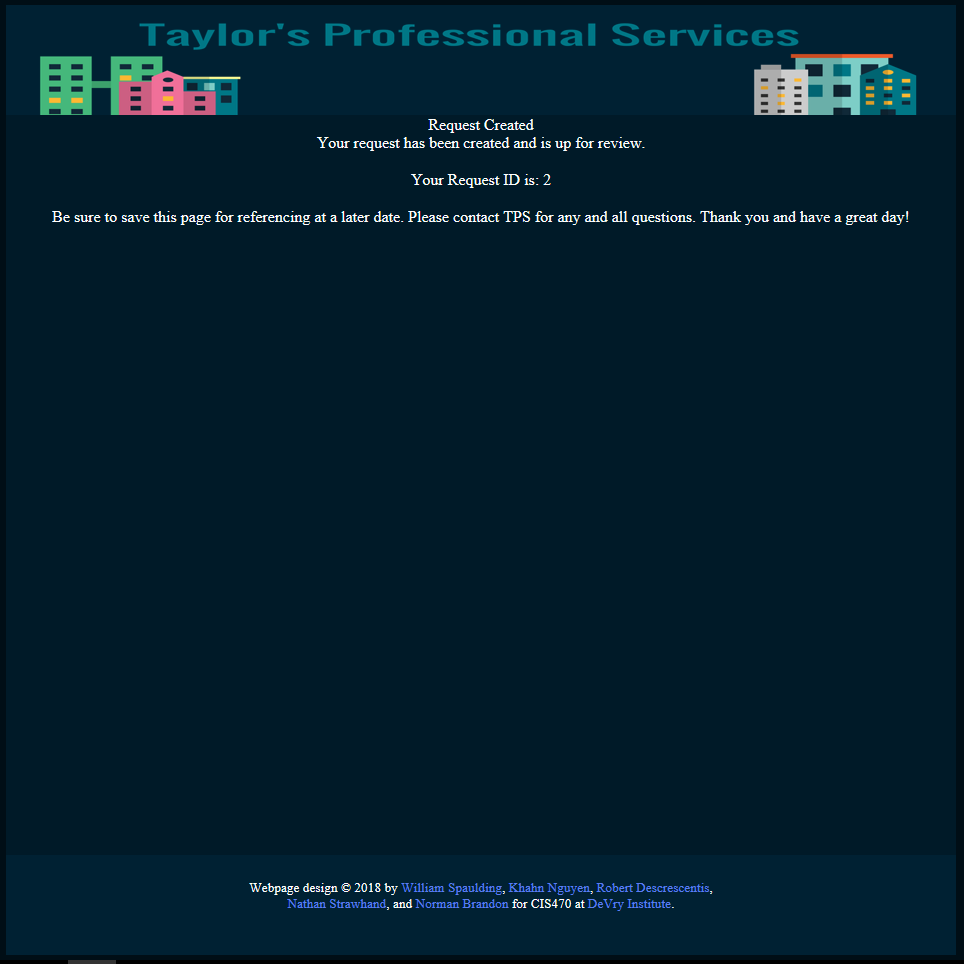 Taylor's Professional Services
Request Created
Your request has been created and is up for review.
Your Request ID is: 2
Be sure to save this page for referencing at a later date. Please contact TPS for any and all questions. Thank you and have a great day!
Webpage design © 2018 by William Spaulding, Khahn Nguyen, Robert Descrescentis,
Nathan Strawhand, and Norman Brandon for CIS470 at DeVry Institute.